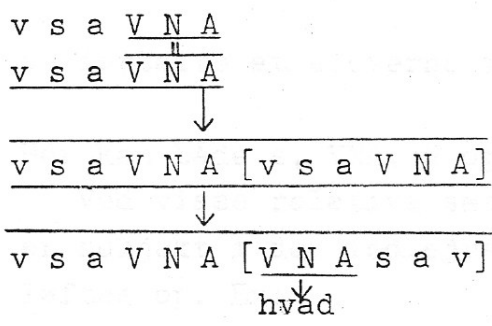 v s a V N A
v s a V N A
v s a V N A [v s a V N A]
v s a V N A [V N A s a v]
hvad